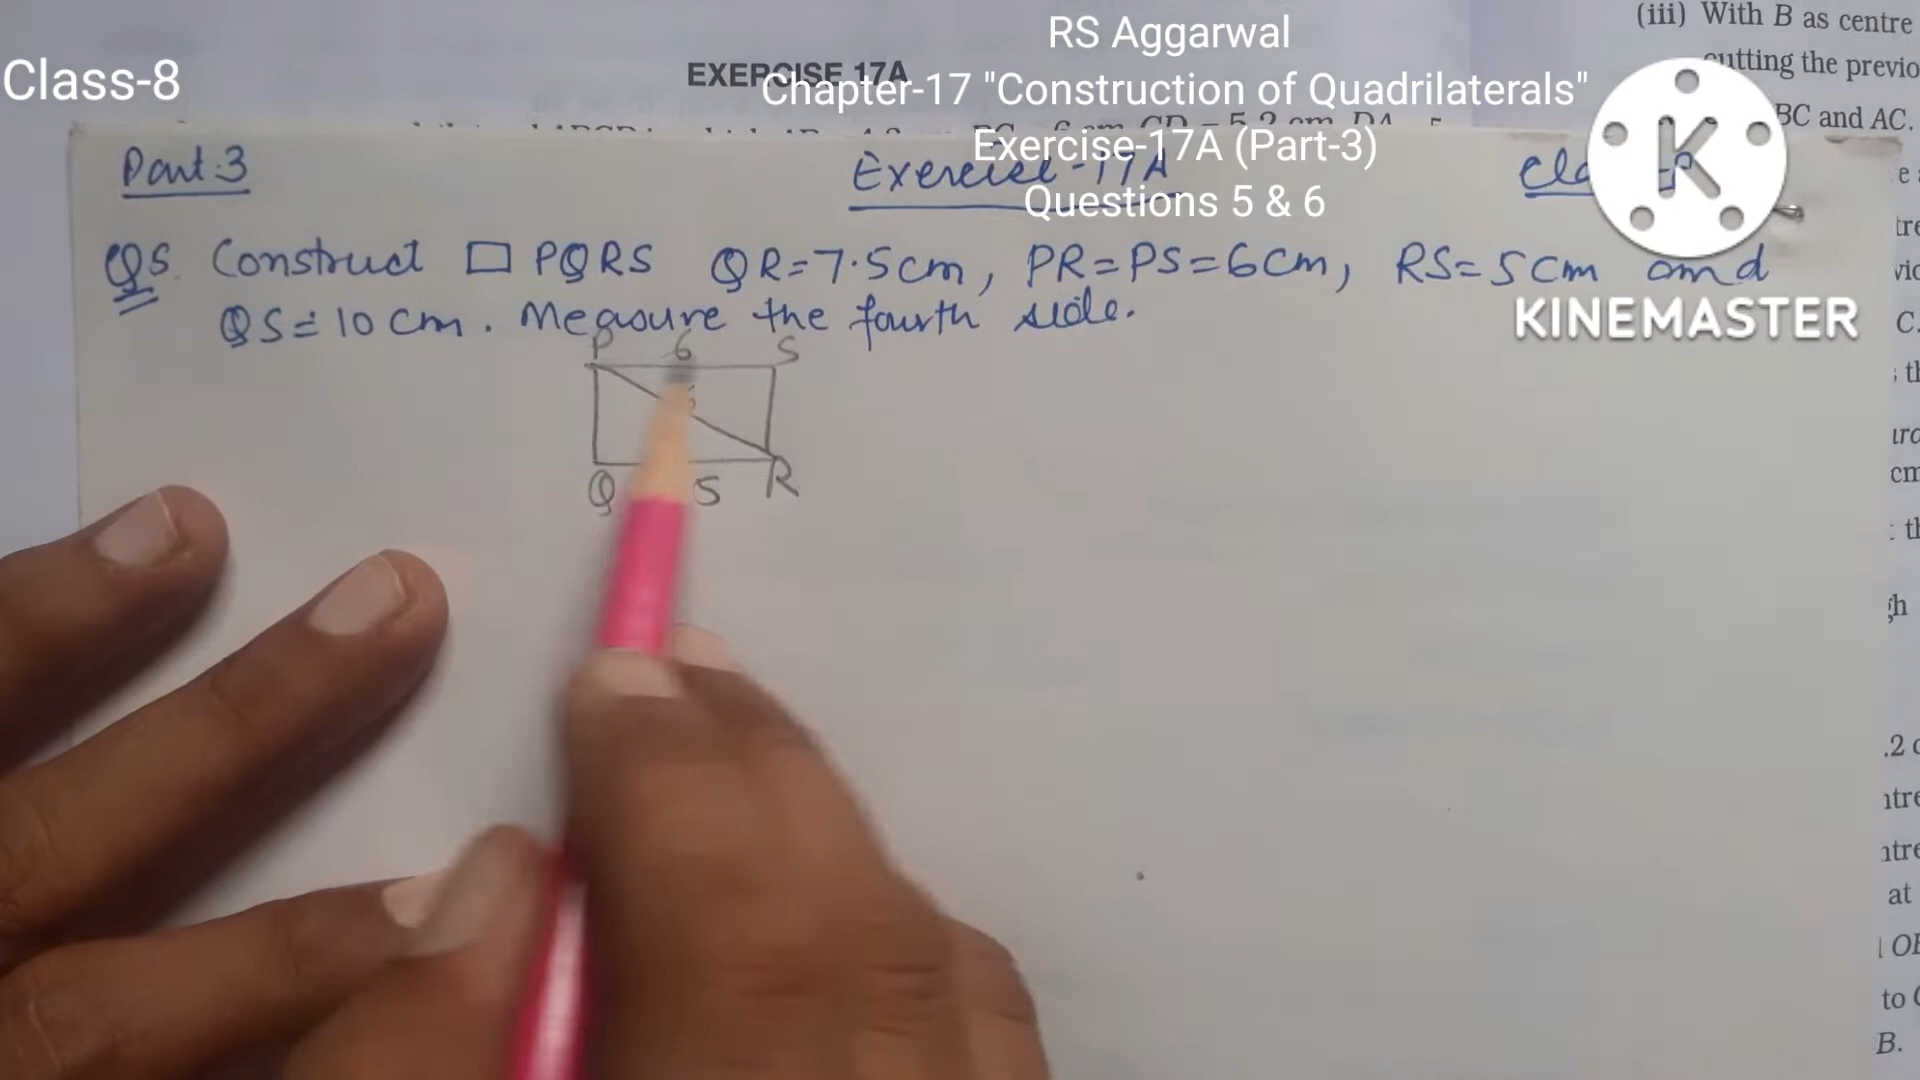 Class-8
RS Aggarwal
Chapter-17 "Construction of Quadrilaterals"
Exercise-17A (Part-3)
Questions 5 & 6
EXERCISE 17A
(iii) With B as centre
cutting the previo
BC and AC.
Part-3
Exercise-17A
Q5. Construct □ PQRS QR=7.5cm, PR=PS=6cm, RS=5cm and
QS=10cm. Measure the fourth side.
KINEMASTER
P 6 S
Q 5 R
at
to
B.